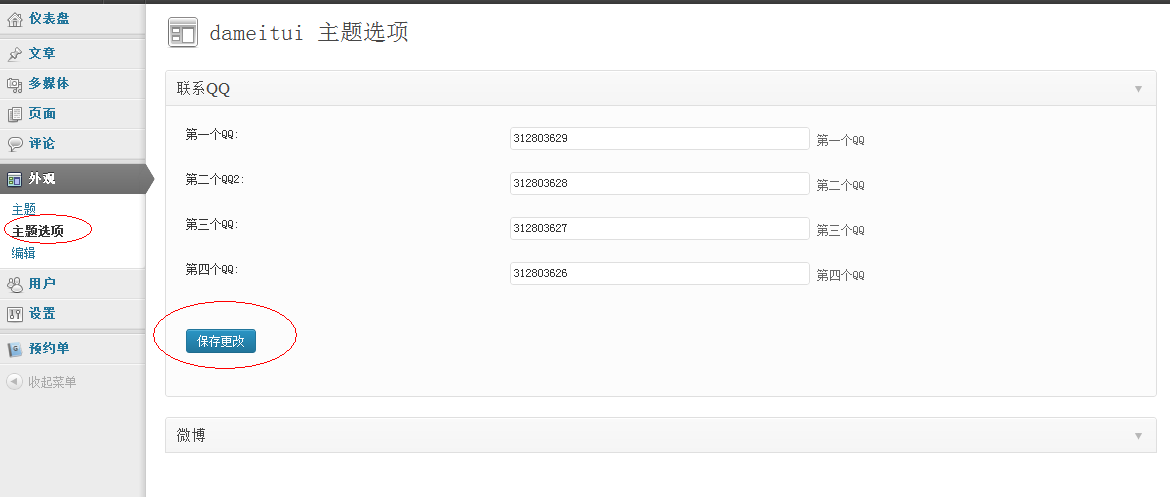 仪表盘
文章
多媒体
页面
评论
外观
主题
主题选项
编辑
用户
设置
预约单
收起菜单
dameitui 主题选项
联系QQ
第一个QQ: 312803629 第一个QQ
第二个QQ2: 312803628 第二个QQ
第三个QQ: 312803627 第三个QQ
第四个QQ: 312803626 第四个QQ
保存更改
微博